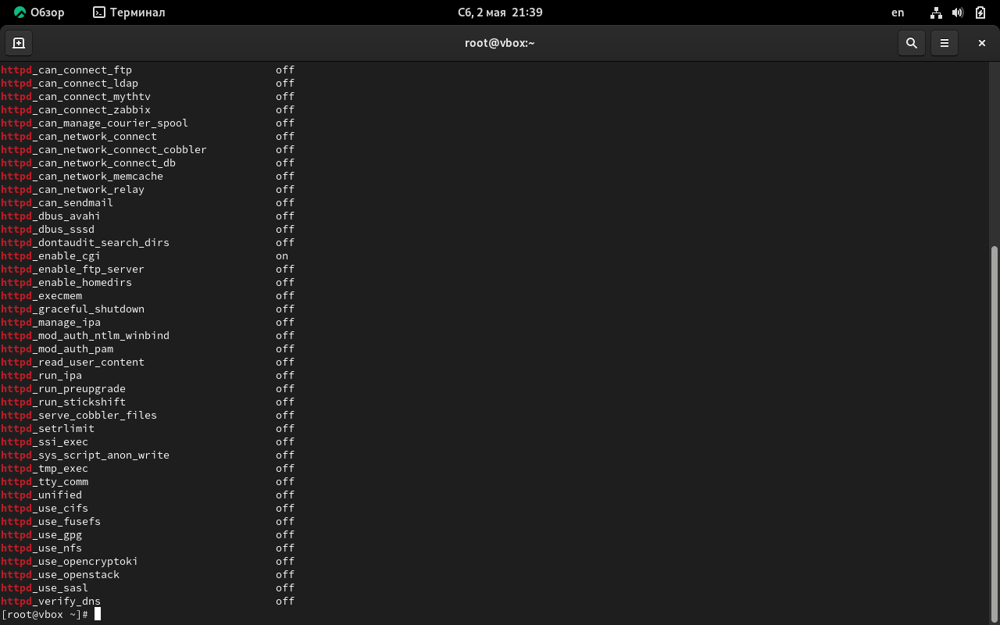 Обзор Терминал Сб, 2 мая 21:39 en
root@vbox:~
httpd_can_connect_ftp off
httpd_can_connect_ldap off
httpd_can_connect_mythtv off
httpd_can_connect_zabbix off
httpd_can_manage_courier_spool off
httpd_can_network_connect off
httpd_can_network_connect_cobbler off
httpd_can_network_connect_db off
httpd_can_network_memcache off
httpd_can_network_relay off
httpd_can_sendmail off
httpd_dbus_avahi off
httpd_dbus_sssd off
httpd_dontaudit_search_dirs off
httpd_enable_cgi on
httpd_enable_ftp_server off
httpd_enable_homedirs off
httpd_execmem off
httpd_graceful_shutdown off
httpd_manage_ipa off
httpd_mod_auth_ntlm_winbind off
httpd_mod_auth_pam off
httpd_read_user_content off
httpd_run_ipa off
httpd_run_preupgrade off
httpd_run_stickshift off
httpd_serve_cobbler_files off
httpd_setrlimit off
httpd_ssi_exec off
httpd_sys_script_anon_write off
httpd_tmp_exec off
httpd_tty_comm off
httpd_unified off
httpd_use_cifs off
httpd_use_fusefs off
httpd_use_gpg off
httpd_use_nfs off
httpd_use_opencryptoki off
httpd_use_openstack off
httpd_use_sasl off
httpd_verify_dns off
[root@vbox ~]#